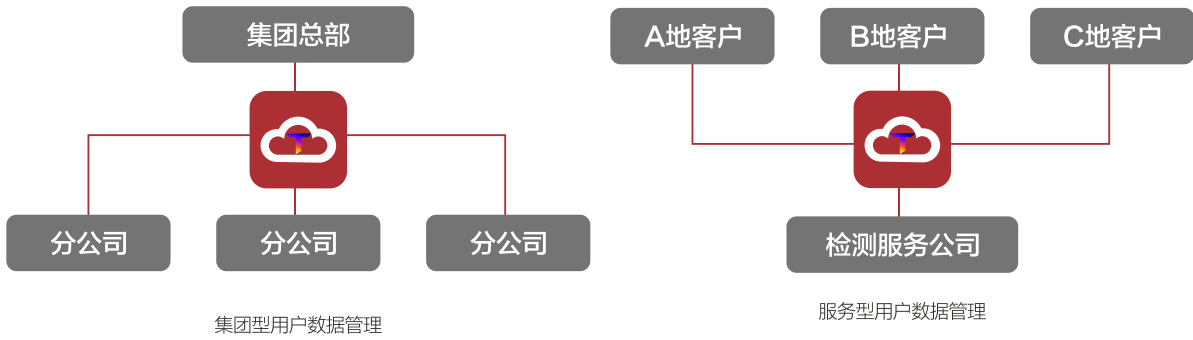 集团总部
分公司
分公司
分公司
集团型用户数据管理
A地客户
B地客户
C地客户
检测服务公司
服务型用户数据管理